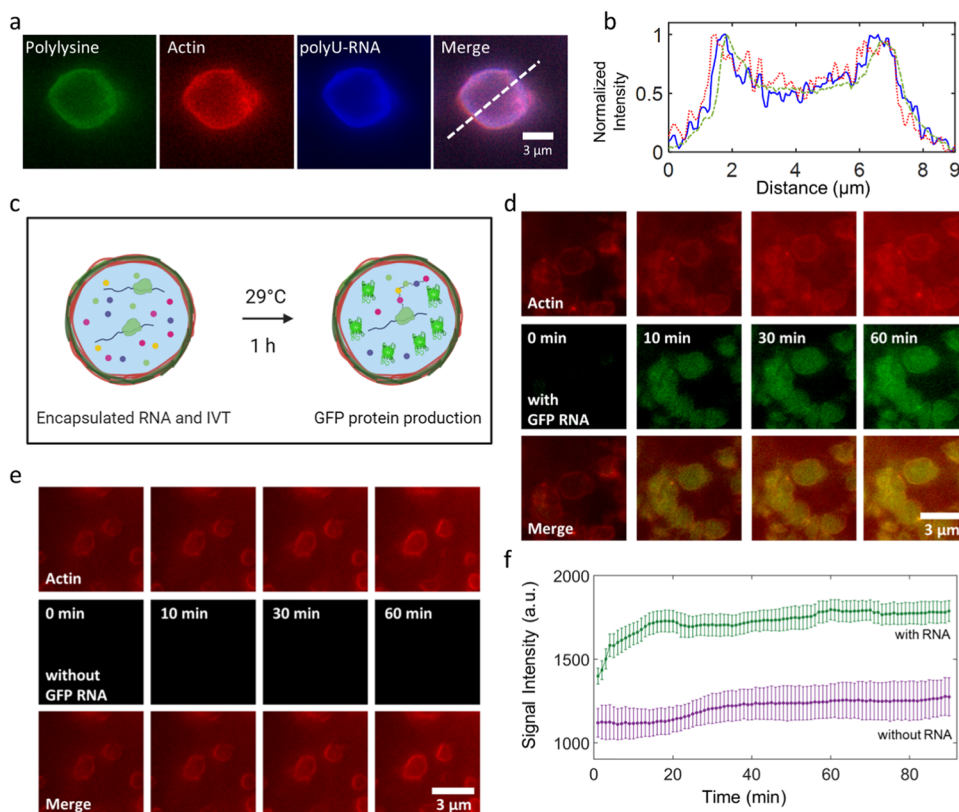 a
Polylysine
Actin
polyU-RNA
Merge
3 μm
b
Normalized
Intensity
1
0.5
0
0
2
4
6
8
9
Distance (μm)
c
29°C
1 h
Encapsulated RNA and IVT
GFP protein production
d
Actin
0 min
10 min
30 min
60 min
with
GFP RNA
Merge
3 μm
e
Actin
0 min
10 min
30 min
60 min
without
GFP RNA
Merge
3 μm
f
Signal Intensity (a.u.)
2000
1500
1000
with RNA
without RNA
0
20
40
60
80
Time (min)